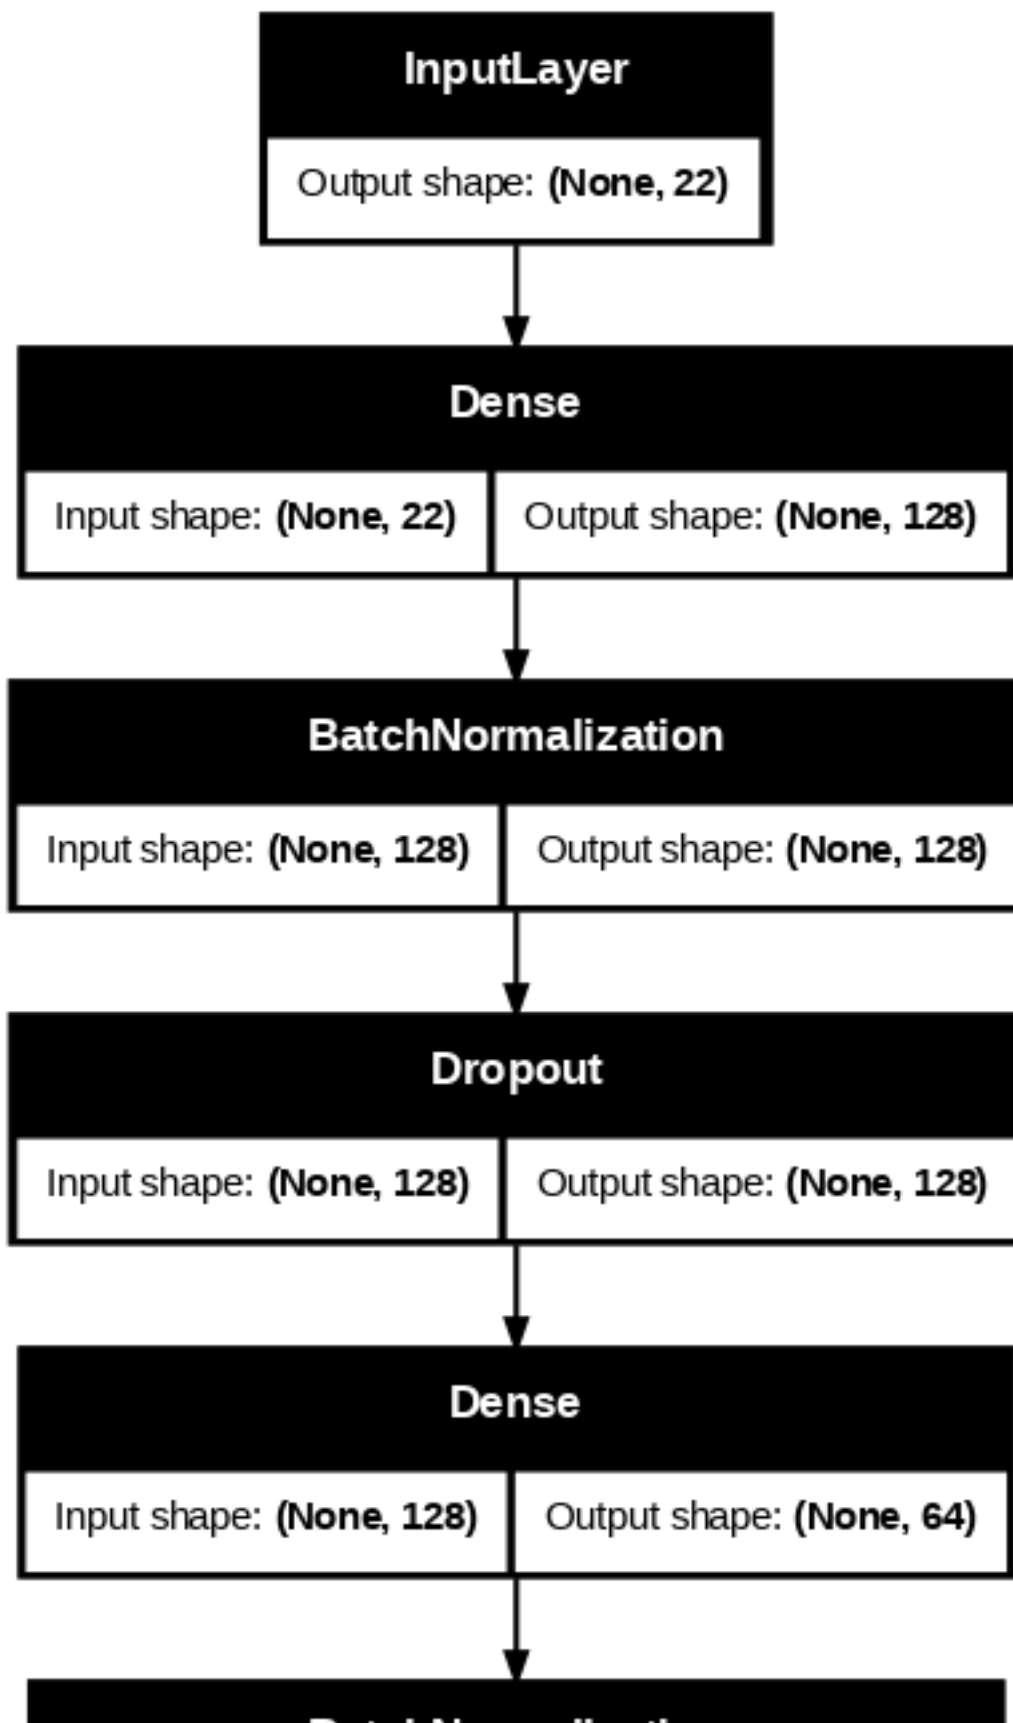 InputLayer
Output shape: (None, 22)
Dense
Input shape: (None, 22) Output shape: (None, 128)
BatchNormalization
Input shape: (None, 128) Output shape: (None, 128)
Dropout
Input shape: (None, 128) Output shape: (None, 128)
Dense
Input shape: (None, 128) Output shape: (None, 64)